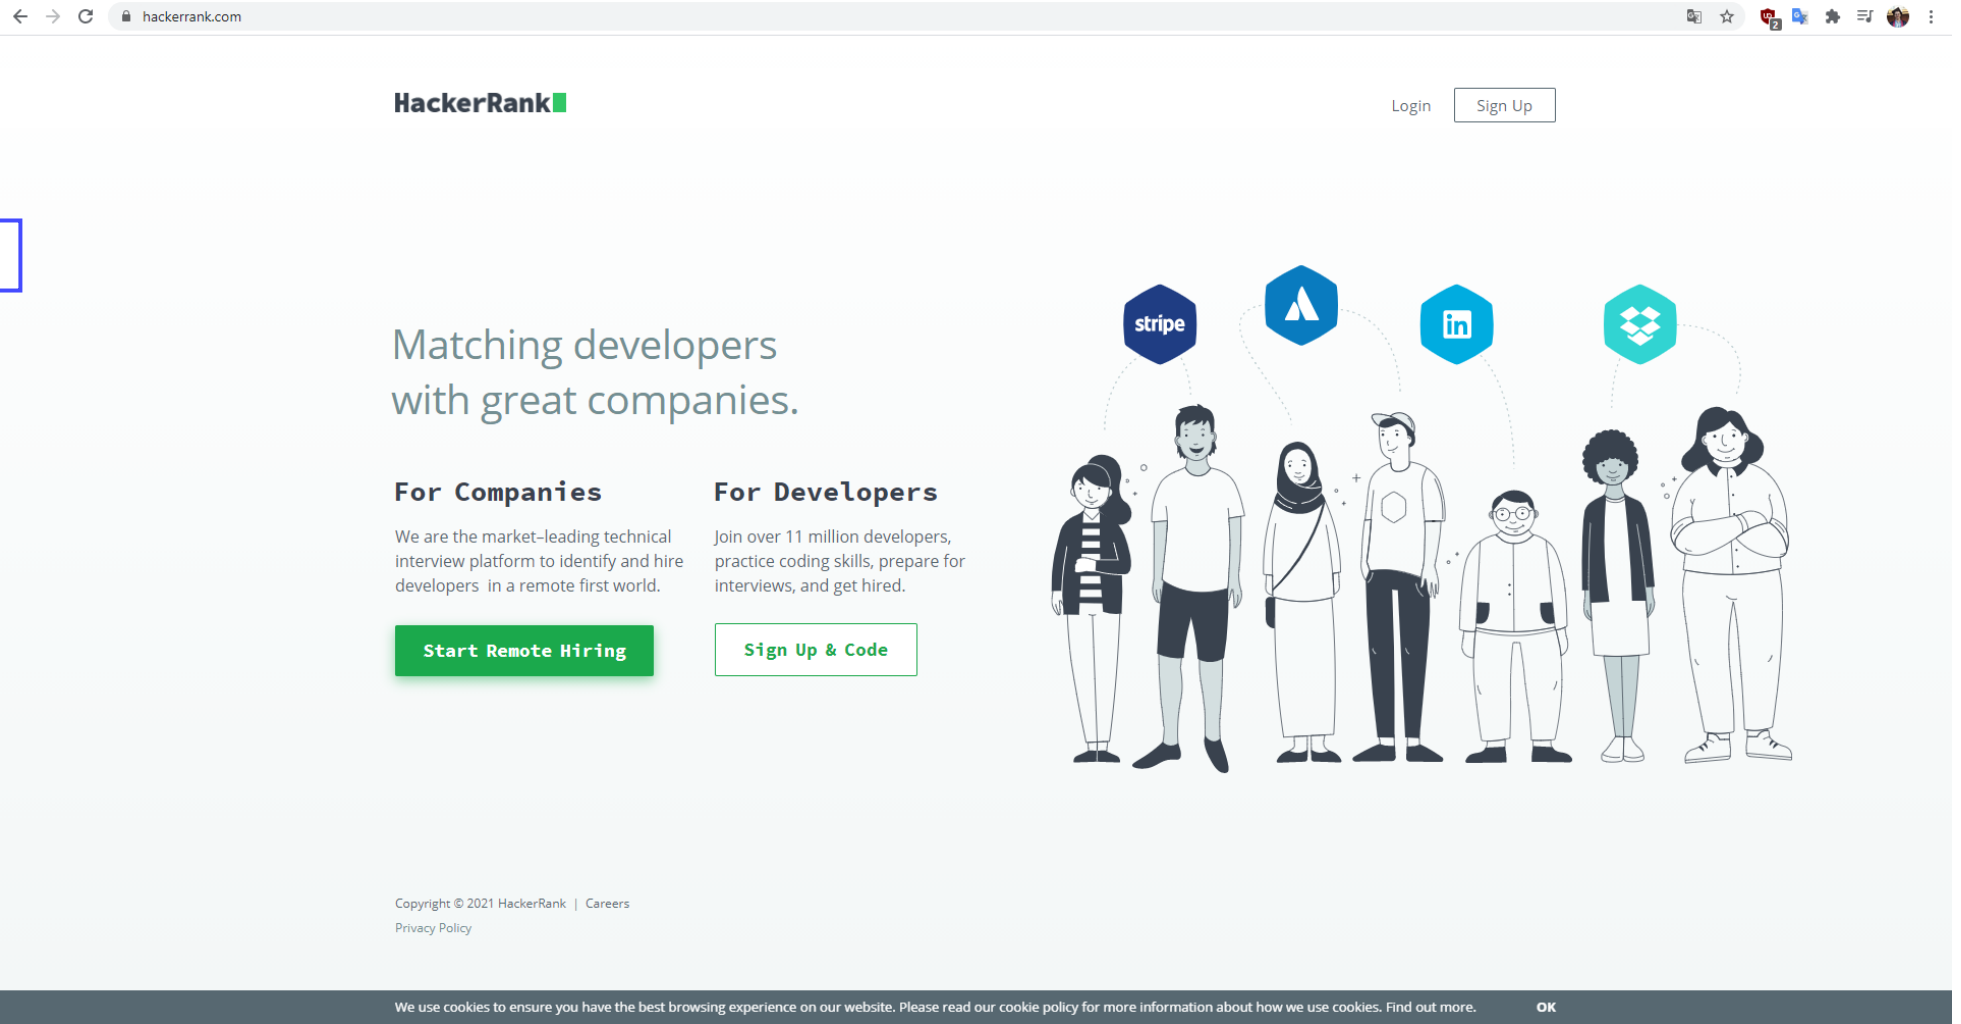 hackerrank.com
2
HackerRank
Login
Sign Up
stripe
in
Matching developers
with great companies.
For Companies
We are the market–leading technical
interview platform to identify and hire
developers  in a remote first world.
Start Remote Hiring
For Developers
Join over 11 million developers,
practice coding skills, prepare for
interviews, and get hired.
Sign Up & Code
Copyright © 2021 HackerRank | Careers
Privacy Policy
We use cookies to ensure you have the best browsing experience on our website. Please read our cookie policy for more information about how we use cookies. Find out more.
OK